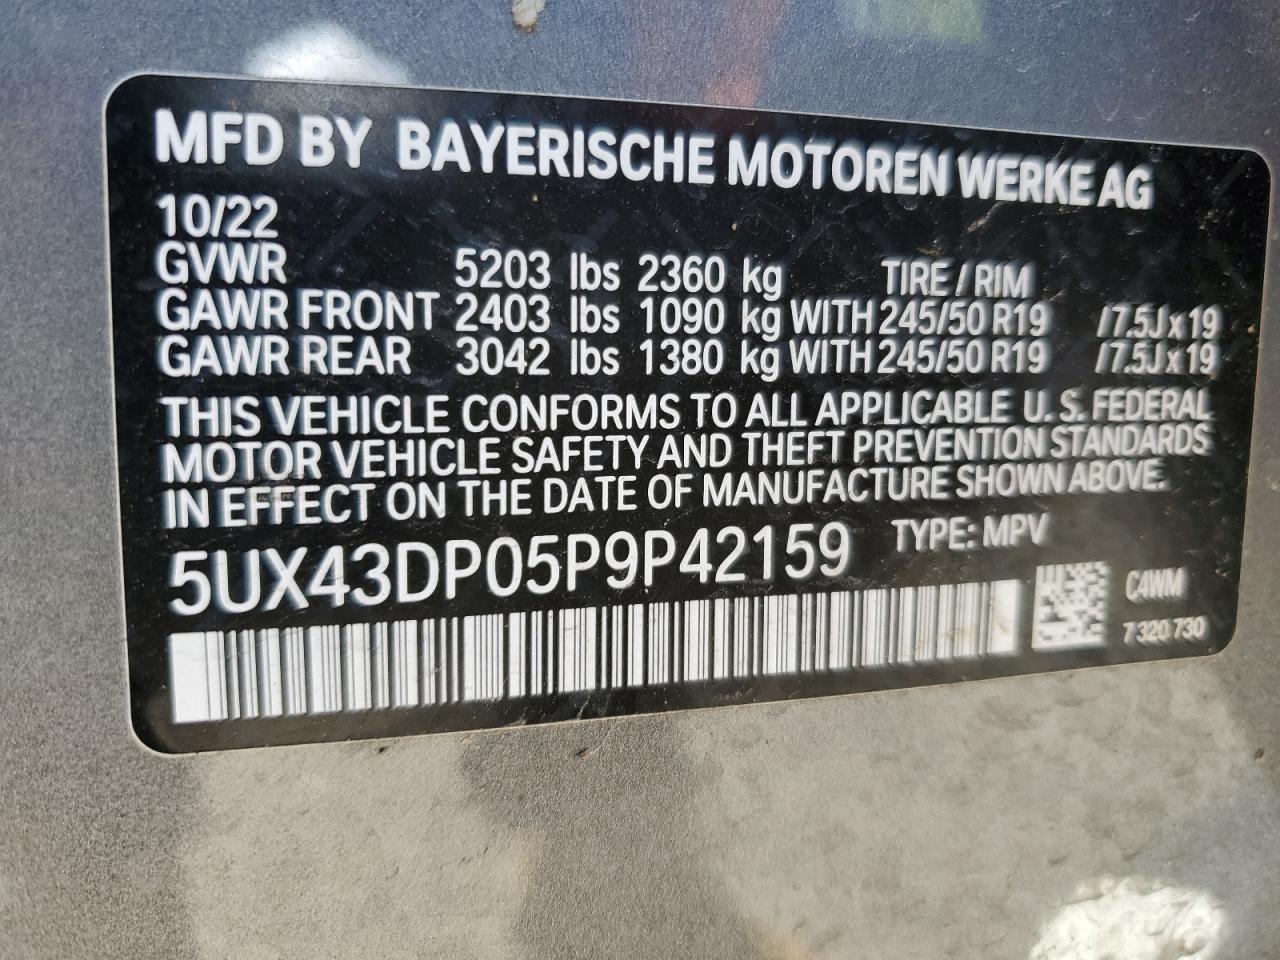 MFD BY BAYERISCHE MOTOREN WERKE AG
10/22
GVWR 5203 lbs 2360 kg TIRE / RIM
GAWR FRONT 2403 lbs 1090 kg WITH 245/50 R19 /7.5J x 19
GAWR REAR 3042 lbs 1380 kg WITH 245/50 R19 /7.5J x 19
THIS VEHICLE CONFORMS TO ALL APPLICABLE U. S. FEDERAL
MOTOR VEHICLE SAFETY AND THEFT PREVENTION STANDARDS
IN EFFECT ON THE DATE OF MANUFACTURE SHOWN ABOVE.
5UX43DP05P9P42159 TYPE: MPV
C4WM
7 320 730